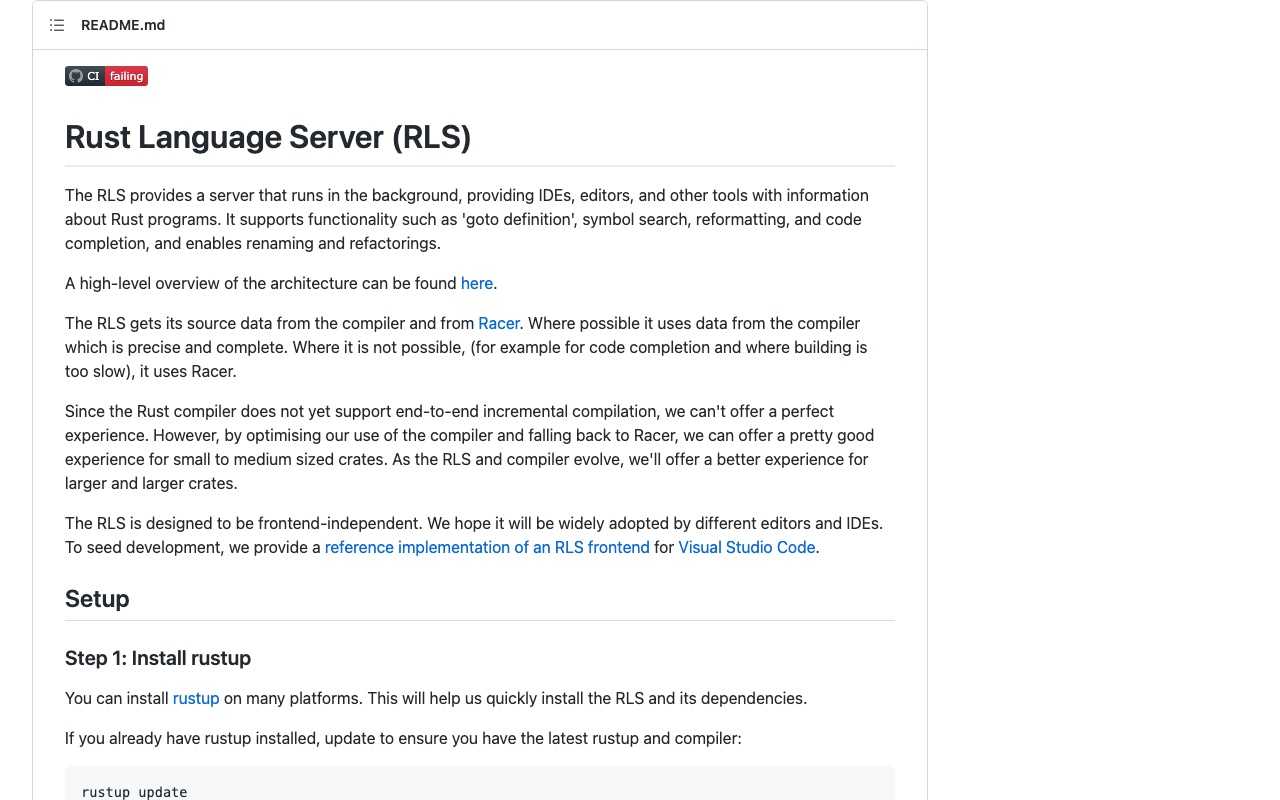 README.md
CI failing
Rust Language Server (RLS)
The RLS provides a server that runs in the background, providing IDEs, editors, and other tools with information
about Rust programs. It supports functionality such as 'goto definition', symbol search, reformatting, and code
completion, and enables renaming and refactorings.
A high-level overview of the architecture can be found here.
The RLS gets its source data from the compiler and from Racer. Where possible it uses data from the compiler
which is precise and complete. Where it is not possible, (for example for code completion and where building is
too slow), it uses Racer.
Since the Rust compiler does not yet support end-to-end incremental compilation, we can't offer a perfect
experience. However, by optimising our use of the compiler and falling back to Racer, we can offer a pretty good
experience for small to medium sized crates. As the RLS and compiler evolve, we'll offer a better experience for
larger and larger crates.
The RLS is designed to be frontend-independent. We hope it will be widely adopted by different editors and IDEs.
To seed development, we provide a reference implementation of an RLS frontend for Visual Studio Code.
Setup
Step 1: Install rustup
You can install rustup on many platforms. This will help us quickly install the RLS and its dependencies.
If you already have rustup installed, update to ensure you have the latest rustup and compiler:
rustup update